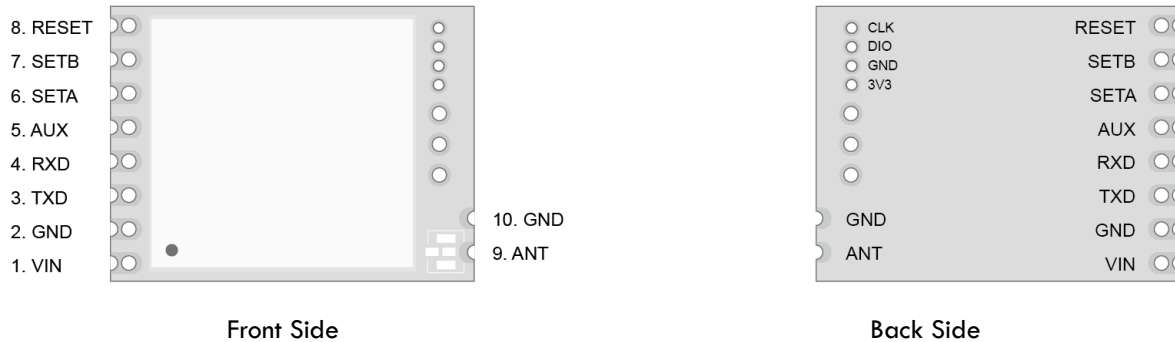 8. RESET
7. SETB
6. SETA
5. AUX
4. RXD
3. TXD
2. GND
1. VIN
10. GND
9. ANT
Front Side
CLK
DIO
GND
3V3
GND
ANT
RESET
SETB
SETA
AUX
RXD
TXD
GND
VIN
Back Side